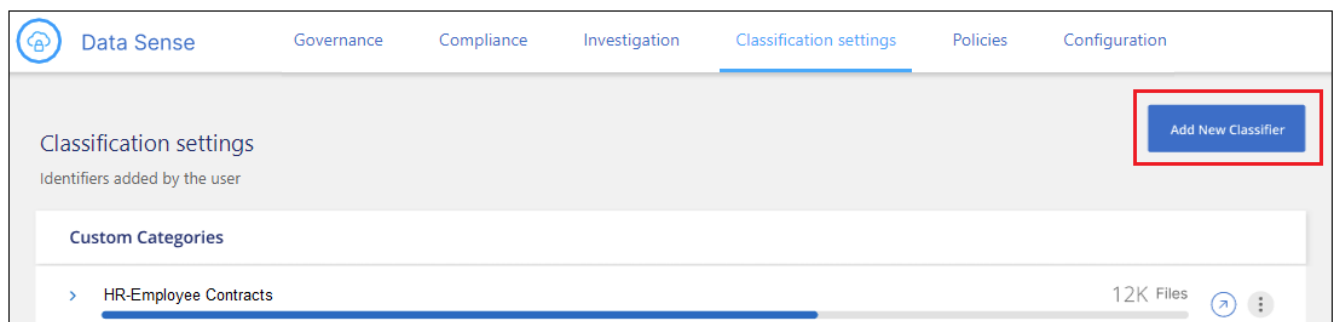 Data Sense Governance Compliance Investigation Classification settings Policies Configuration
Add New Classifier
Classification settings
Identifiers added by the user
Custom Categories
HR-Employee Contracts 12K Files